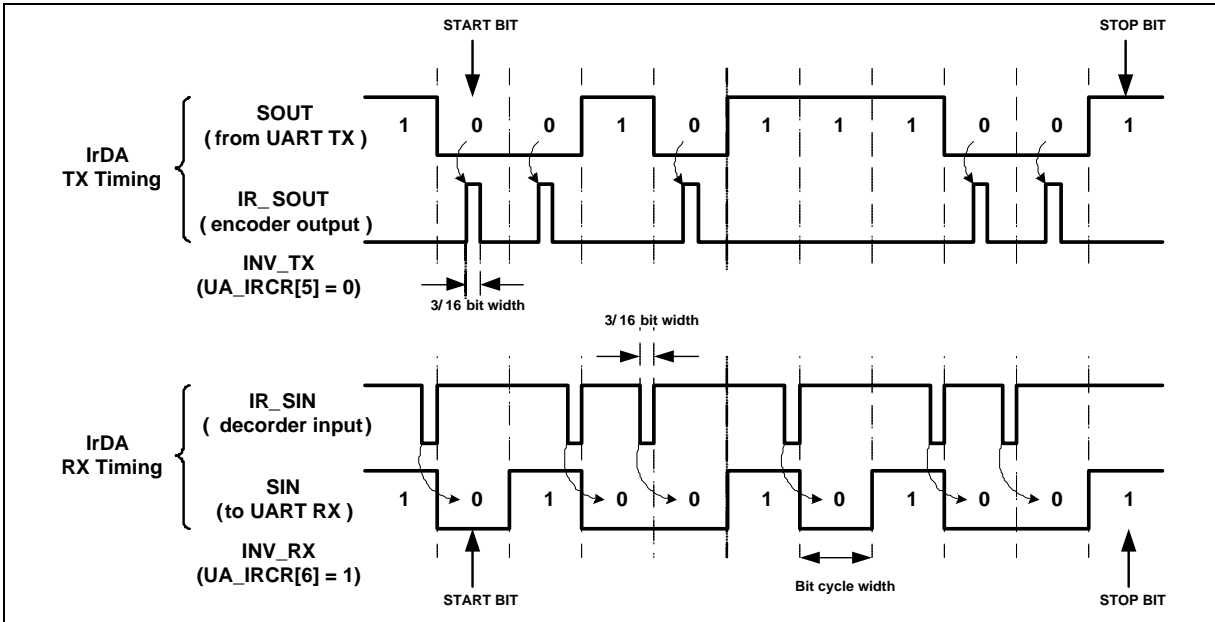 START BIT
STOP BIT
SOUT
( from UART TX )
1 0 0 1 0 1 1 1 0 0 1
IrDA
TX Timing
IR_SOUT
( encoder output )
INV_TX
(UA_IRCR[5] = 0)
3/16 bit width
3/16 bit width
IR_SIN
( decorder input)
IrDA
RX Timing
SIN
(to UART RX )
1 0 1 0 0 1 0 1 0 0 1
INV_RX
(UA_IRCR[6] = 1)
Bit cycle width
START BIT
STOP BIT